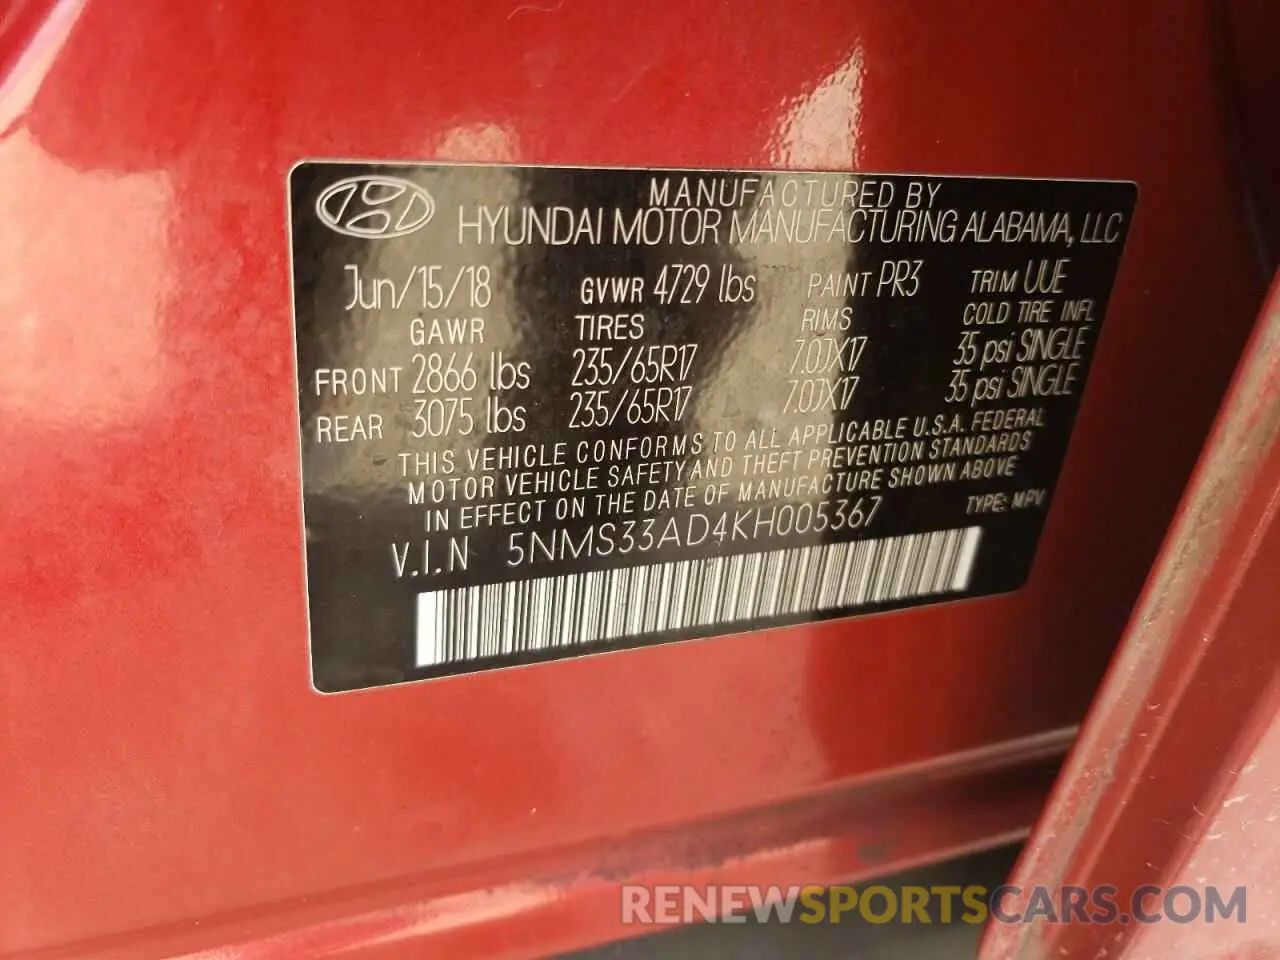 MANUFACTURED BY
HYUNDAI MOTOR MANUFACTURING ALABAMA, LLC
Jun/15/18 GVWR 4729 lbs PAINT PR3 TRIM UUE
GAWR TIRES RIMS COLD TIRE INFL
FRONT 2866 lbs 235/65R17 7.0JX17 35 psi SINGLE
REAR 3075 lbs 235/65R17 7.0JX17 35 psi SINGLE
THIS VEHICLE CONFORMS TO ALL APPLICABLE U.S.A. FEDERAL
MOTOR VEHICLE SAFETY AND THEFT PREVENTION STANDARDS
IN EFFECT ON THE DATE OF MANUFACTURE SHOWN ABOVE
V.I.N 5NMS33AD4KH005367 TYPE: MPV
RENEWSPORTSCARS.COM